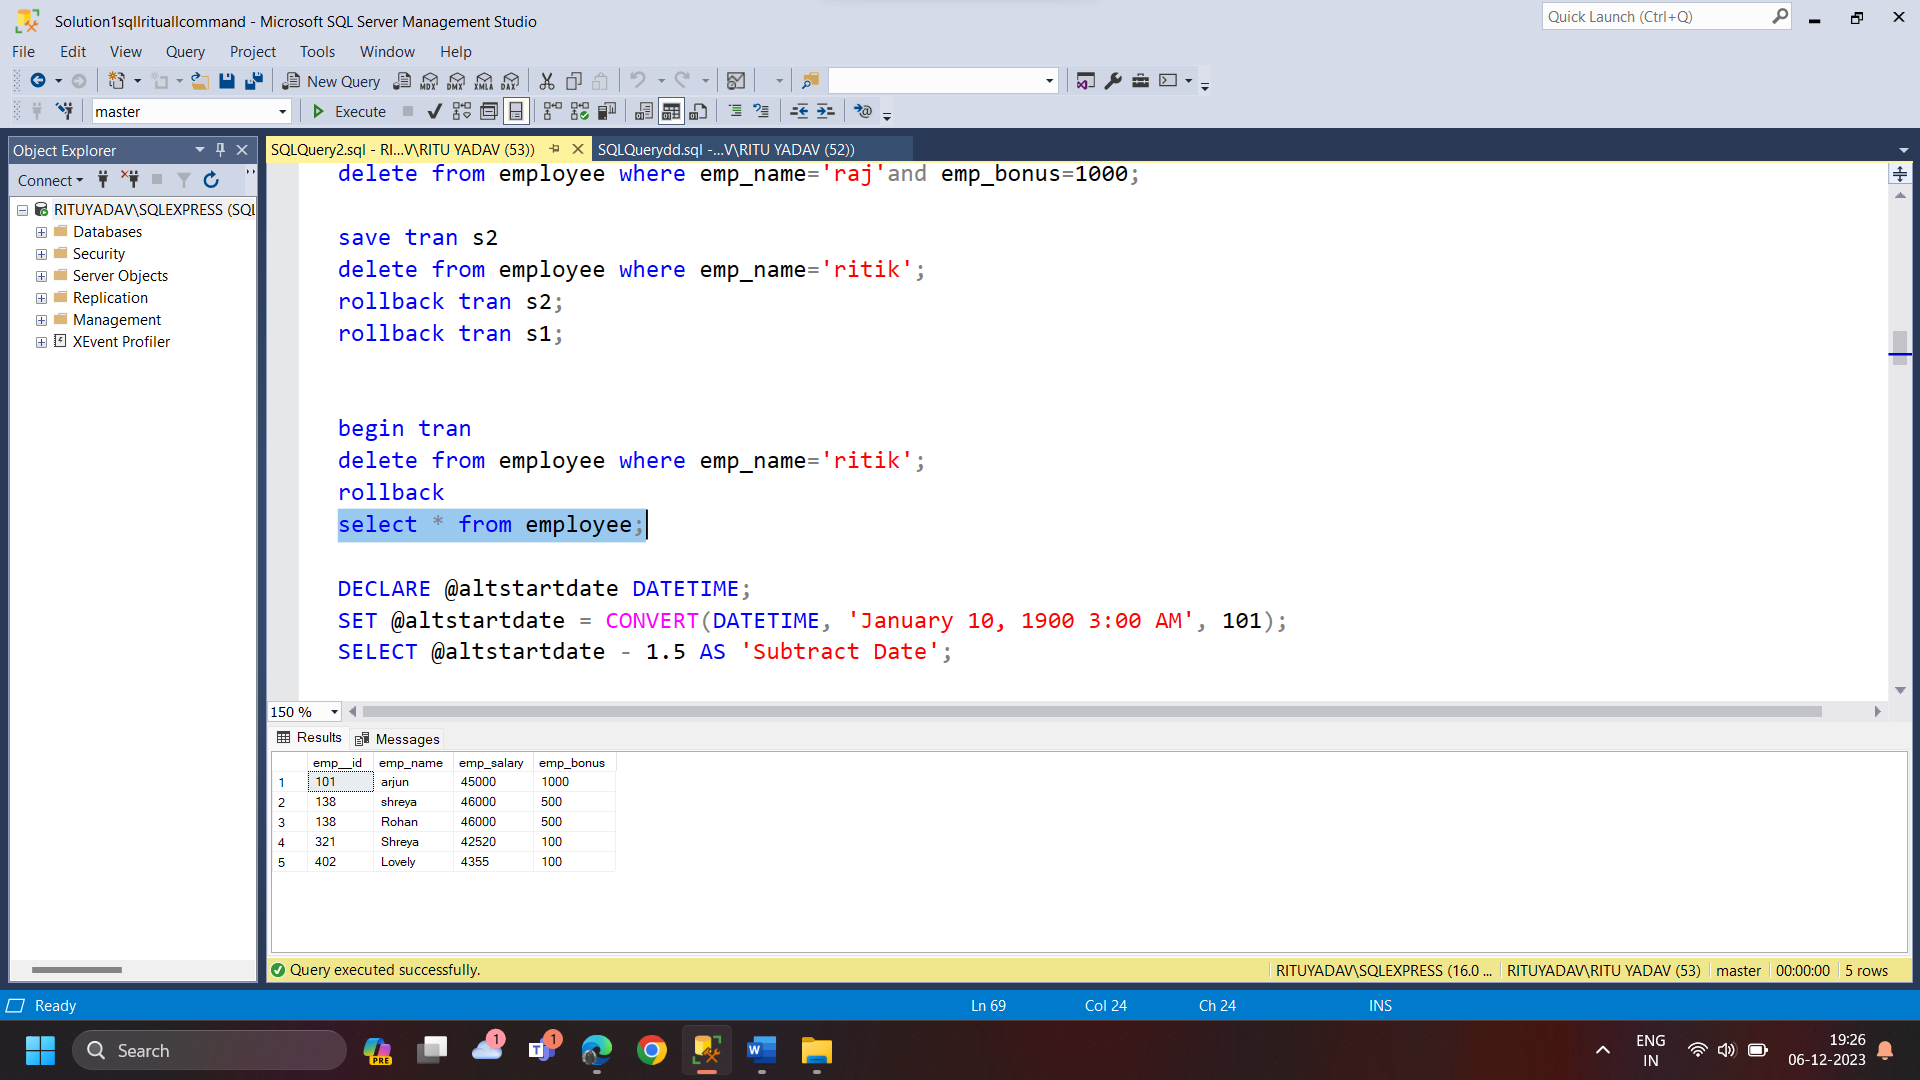 Solution1sqllrituallcommand - Microsoft SQL Server Management Studio
Quick Launch (Ctrl+Q)
File Edit View Query Project Tools Window Help
New Query MDX DMX XMLA DAX
master Execute
Object Explorer
SQLQuery2.sql - RI...V\RITU YADAV (53)) SQLQuerydd.sql -...V\RITU YADAV (52))
Connect
RITUYADAV\SQLEXPRESS (SQL
Databases
Security
Server Objects
Replication
Management
XEvent Profiler
delete from employee where emp_name='raj'and emp_bonus=1000;
save tran s2
delete from employee where emp_name='ritik';
rollback tran s2;
rollback tran s1;
begin tran
delete from employee where emp_name='ritik';
rollback
select * from employee;
DECLARE @altstartdate DATETIME;
SET @altstartdate = CONVERT(DATETIME, 'January 10, 1900 3:00 AM', 101);
SELECT @altstartdate - 1.5 AS 'Subtract Date';
150 %
Results Messages
emp__id emp_name emp_salary emp_bonus
1 101 arjun 45000 1000
2 138 shreya 46000 500
3 138 Rohan 46000 500
4 321 Shreya 42520 100
5 402 Lovely 4355 100
Query executed successfully. RITUYADAV\SQLEXPRESS (16.0 ... RITUYADAV\RITU YADAV (53) master 00:00:00 5 rows
Ready Ln 69 Col 24 Ch 24 INS
Search PRE 1 1 ENG IN 19:26 06-12-2023